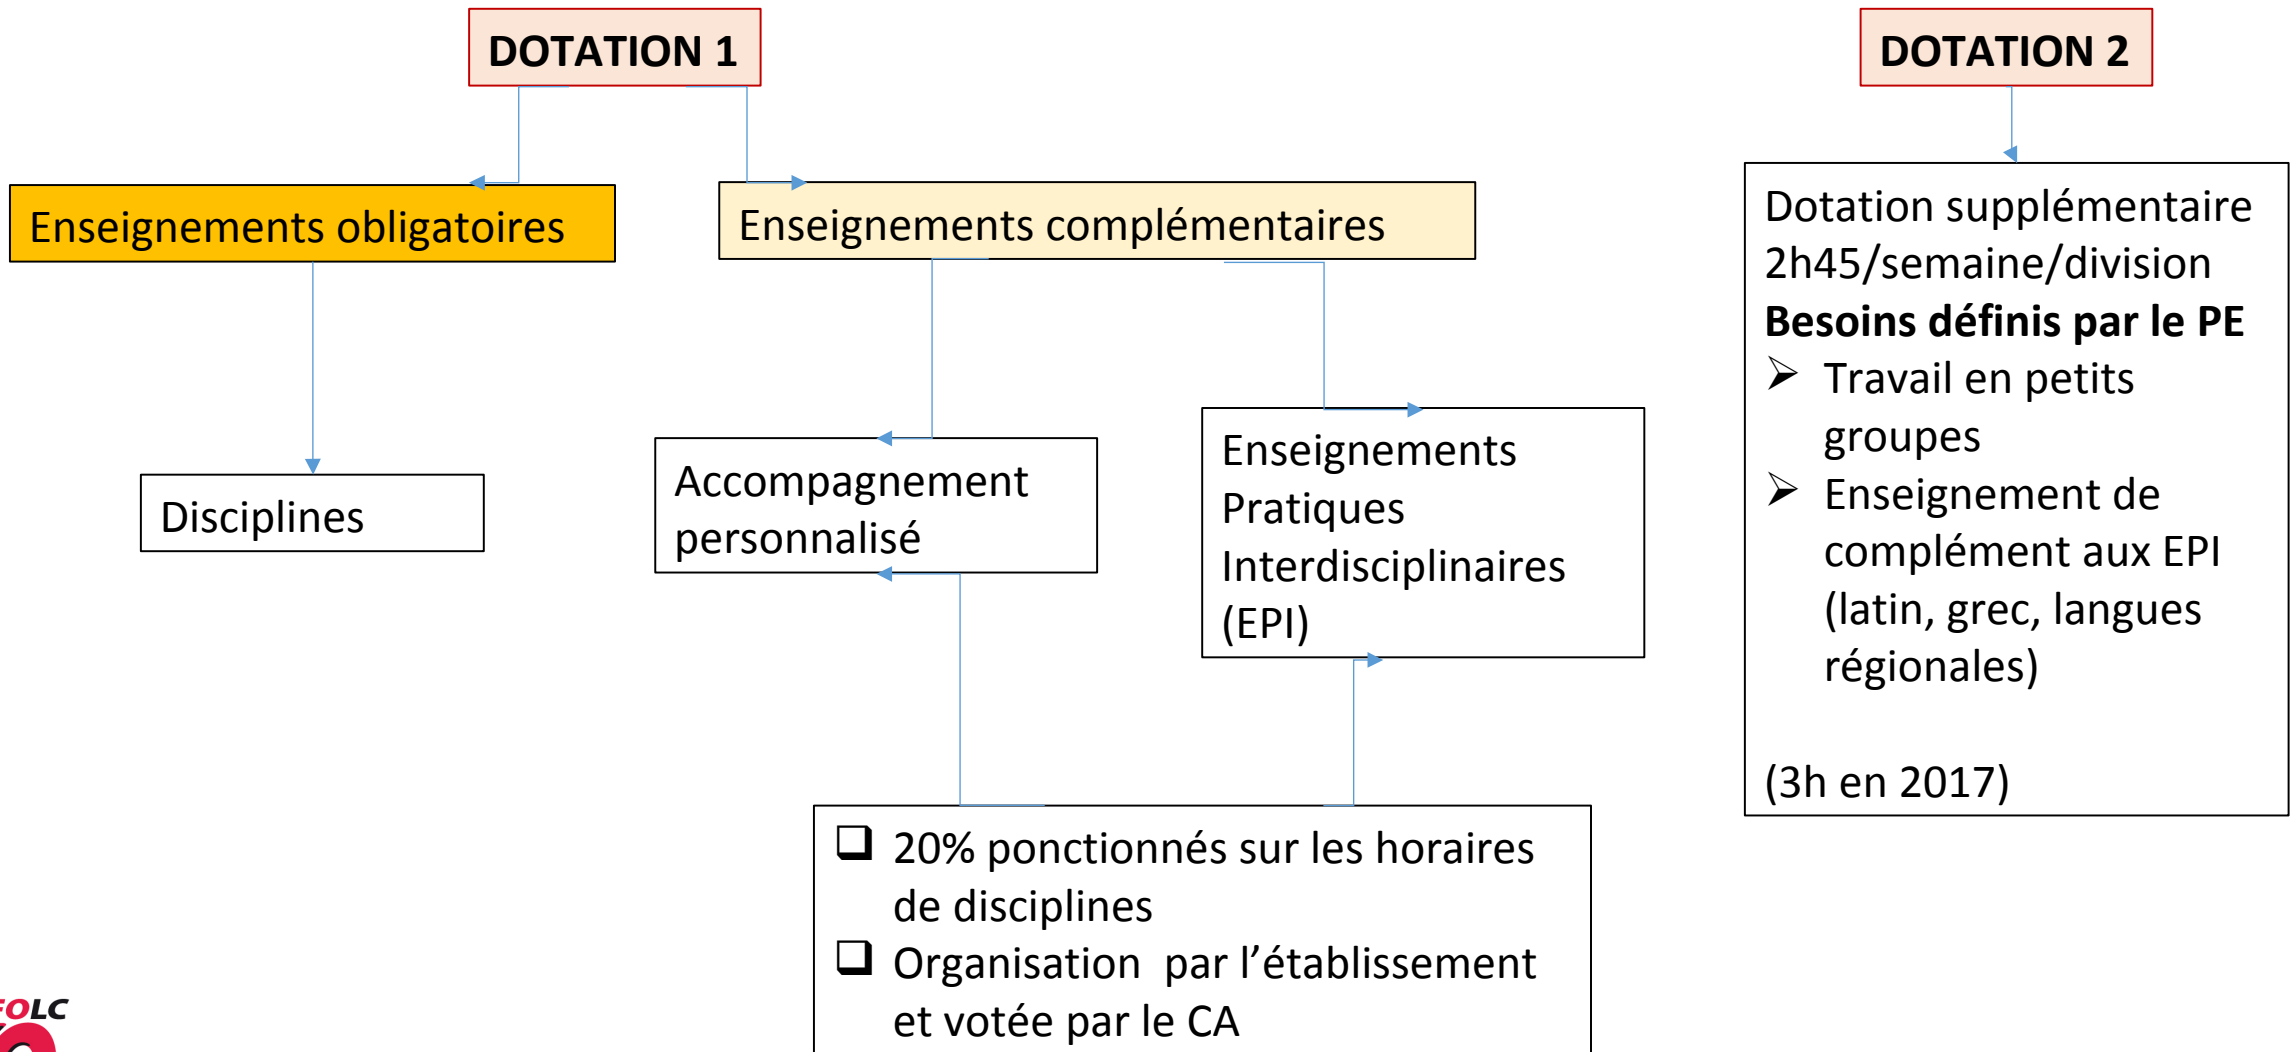 DOTATION 1
DOTATION 2
Enseignements obligatoires
Enseignements complémentaires
Disciplines
Accompagnement
personnalisé
Enseignements
Pratiques
Interdisciplinaires
(EPI)
❑ 20% ponctionnés sur les horaires
de disciplines
❑ Organisation par l’établissement
et votée par le CA
Dotation supplémentaire
2h45/semaine/division
Besoins définis par le PE
➢ Travail en petits
groupes
➢ Enseignement de
complément aux EPI
(latin, grec, langues
régionales)
(3h en 2017)